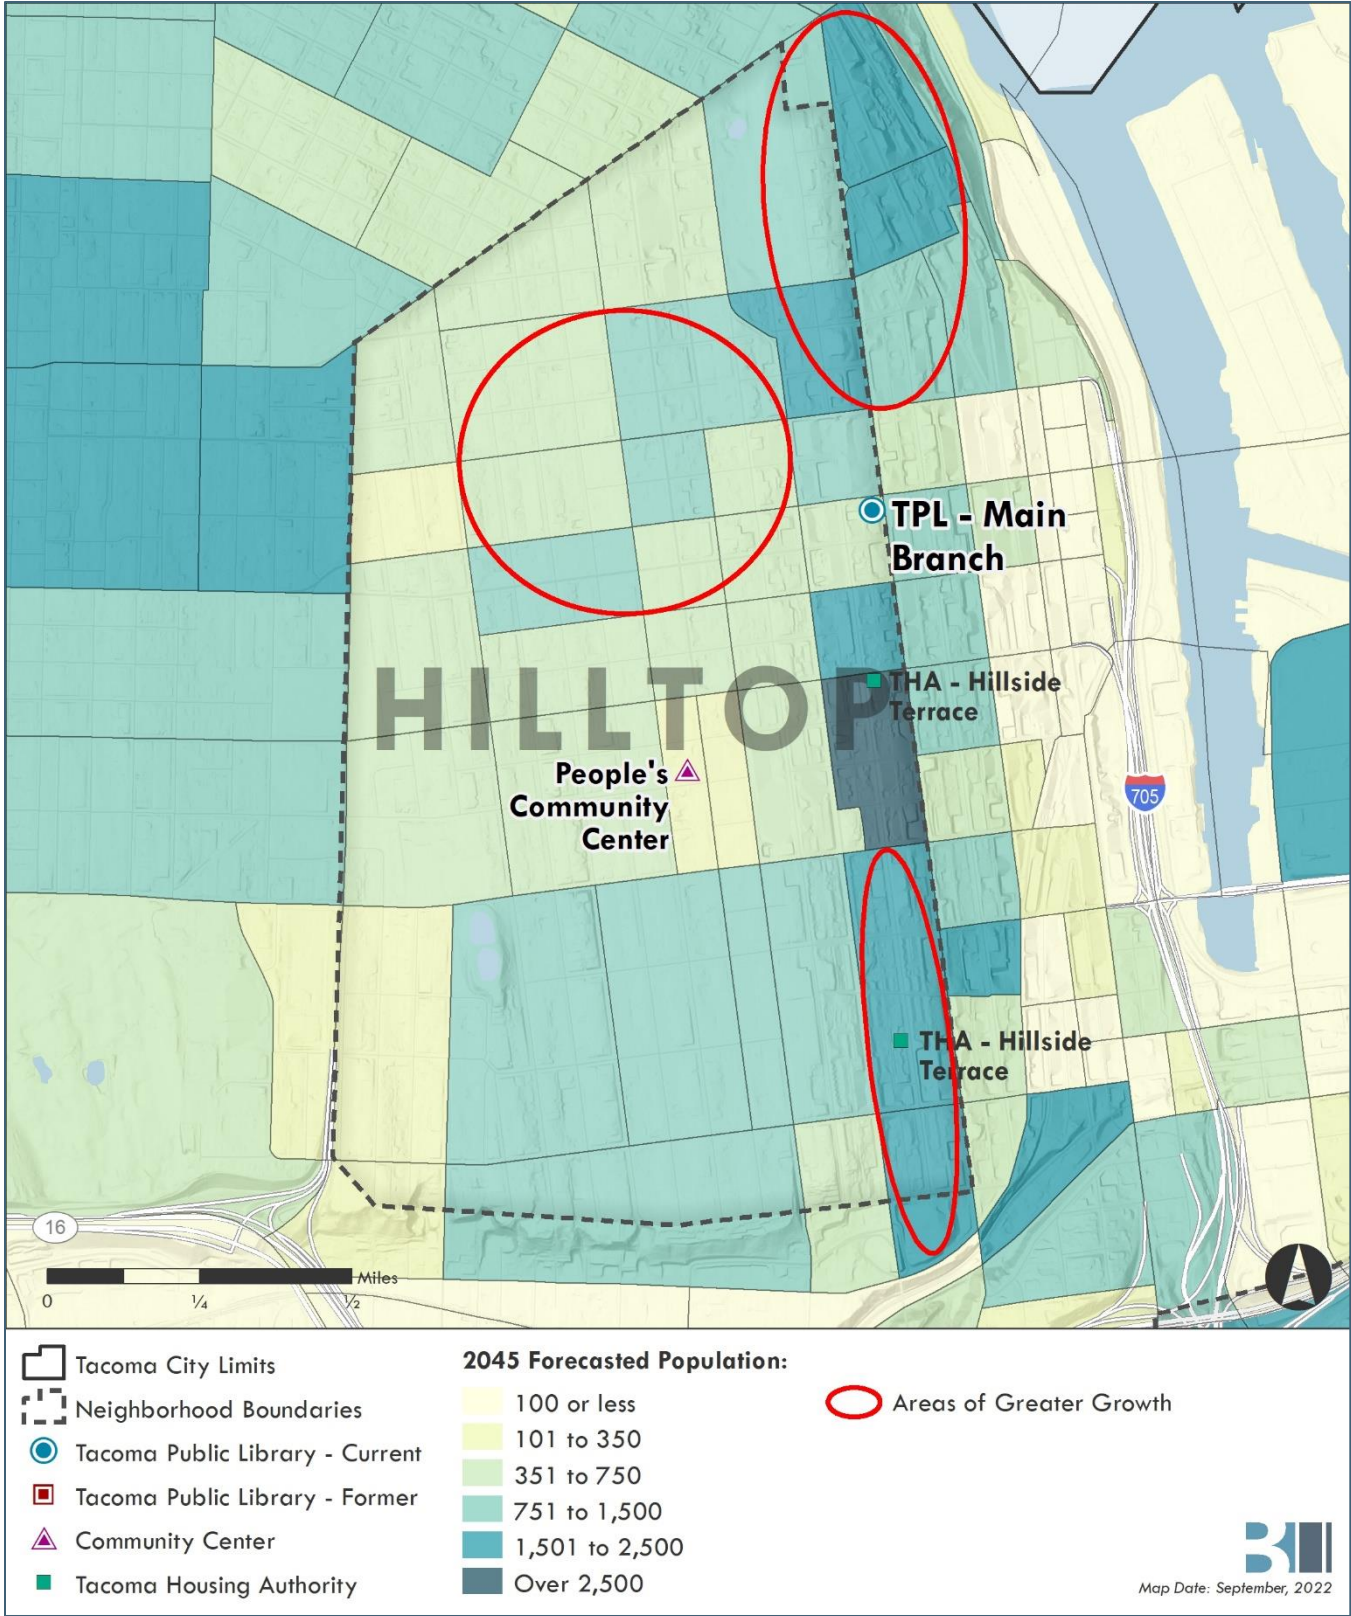 TPL - Main
Branch
HILLTOP
THA - Hillside
Terrace
People's
Community
Center
705
THA - Hillside
Terrace
16
Miles
0 ¼ ½
Tacoma City Limits
Neighborhood Boundaries
Tacoma Public Library - Current
Tacoma Public Library - Former
Community Center
Tacoma Housing Authority
2045 Forecasted Population:
100 or less
101 to 350
351 to 750
751 to 1,500
1,501 to 2,500
Over 2,500
Areas of Greater Growth
Map Date: September, 2022